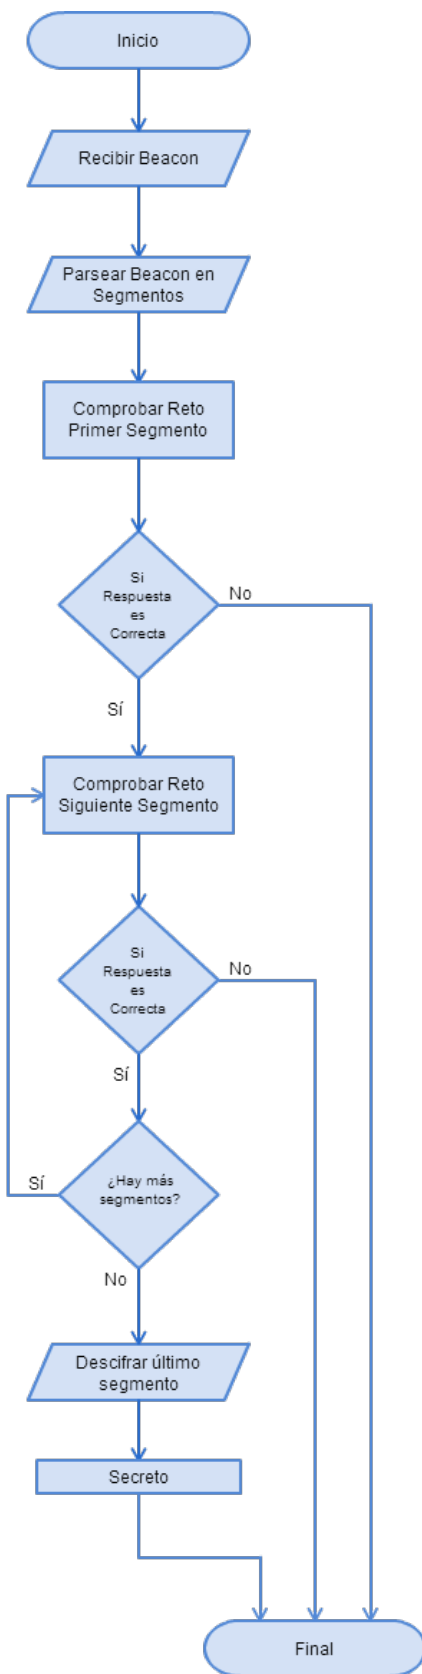 Inicio
Recibir Beacon
Parsear Beacon en
Segmentos
Comprobar Reto
Primer Segmento
Si
Respuesta
es
Correcta
No
Sí
Comprobar Reto
Siguiente Segmento
Si
Respuesta
es
Correcta
No
Sí
¿Hay más
segmentos?
Sí
No
Descifrar último
segmento
Secreto
Final